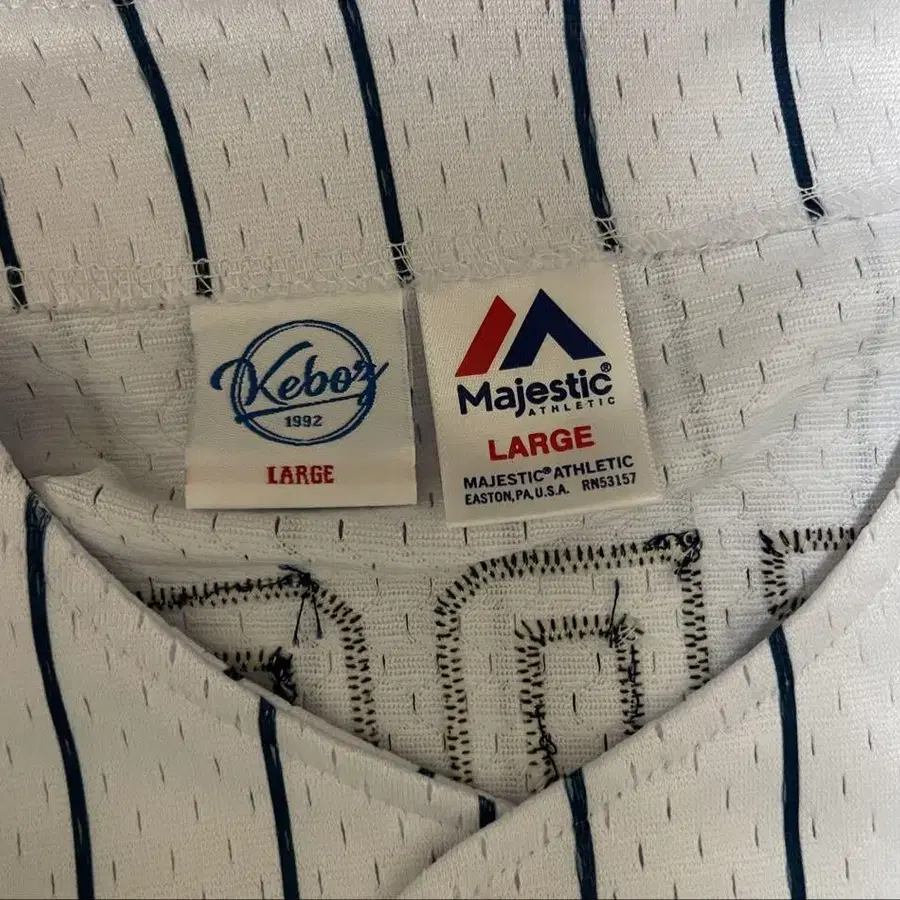 Keboz
1992
LARGE
Majestic®
ATHLETIC
LARGE
MAJESTIC® ATHLETIC
EASTON, PA, U.S.A. RN53157